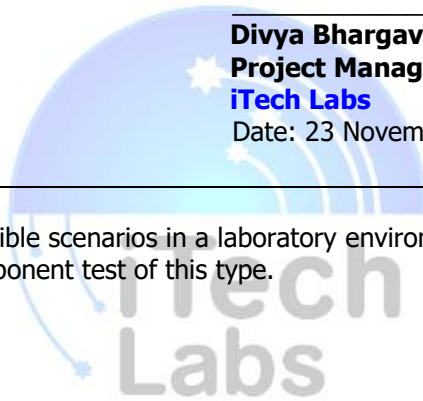 Divya Bhargav
Project Manag
iTech Labs
Date: 23 Novem
ible scenarios in a laboratory environ
ponent test of this type.
iTech
Labs